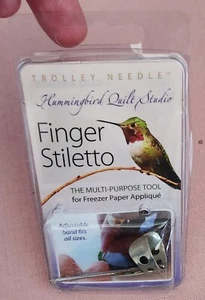 TROLLEY NEEDLE™
Hummingbird Quilt Studio
Finger
Stiletto
THE MULTI-PURPOSE TOOL
for Freezer Paper Appliqué
Adjustable
band fits
all sizes.